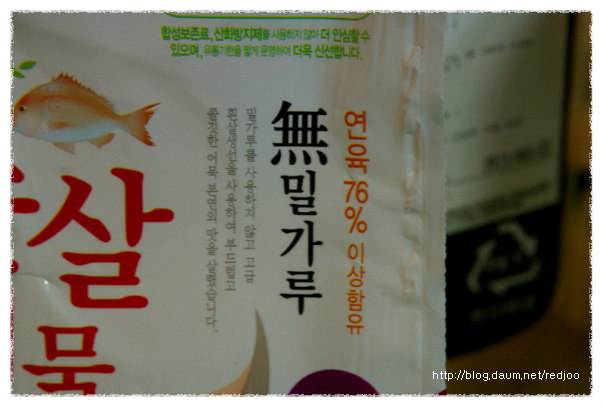 합성보존료, 산화방지제를 사용하지 않아 더 안심할 수
있으며, 유통기한을 짧게 운영하여 더욱 신선합니다.
연육 76% 이상함유
無밀가루
밀가루를 사용하지 않고 고급
흰살생선을 사용하여 부드럽고
쫄깃한 어묵 본연의 맛을 살렸습니다.
살
묵
http://blog.daum.net/redjoo